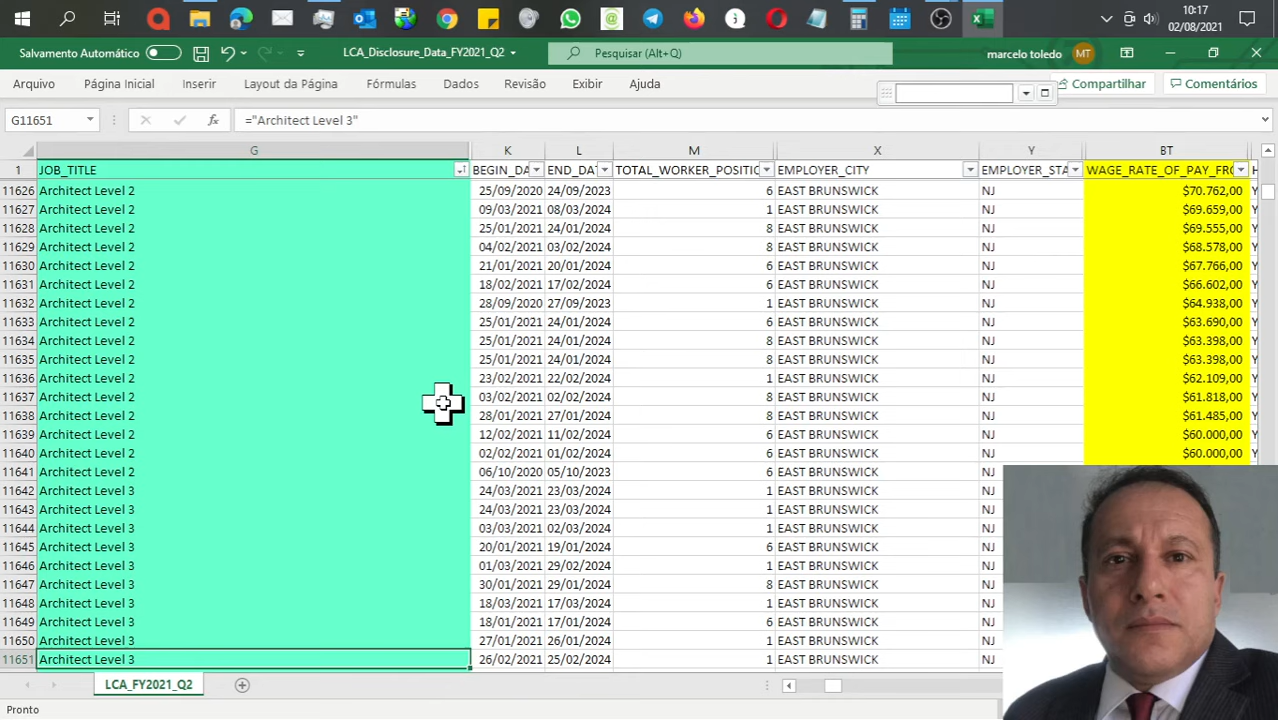 10:17
02/08/2021
Salvamento Automático
LCA_Disclosure_Data_FY2021_Q2
Pesquisar (Alt+Q)
marcelo toledo
MT
Arquivo Página Inicial Inserir Layout da Página Fórmulas Dados Revisão Exibir Ajuda Compartilhar Comentários
G11651 fx ="Architect Level 3"
G K L M X Y BT
1 JOB_TITLE BEGIN_DA END_DAT TOTAL_WORKER_POSITIO EMPLOYER_CITY EMPLOYER_STA WAGE_RATE_OF_PAY_FRO H
11626 Architect Level 2 25/09/2020 24/09/2023 6 EAST BRUNSWICK NJ $70.762,00 Y
11627 Architect Level 2 09/03/2021 08/03/2024 1 EAST BRUNSWICK NJ $69.659,00 Y
11628 Architect Level 2 25/01/2021 24/01/2024 8 EAST BRUNSWICK NJ $69.555,00 Y
11629 Architect Level 2 04/02/2021 03/02/2024 8 EAST BRUNSWICK NJ $68.578,00 Y
11630 Architect Level 2 21/01/2021 20/01/2024 6 EAST BRUNSWICK NJ $67.766,00 Y
11631 Architect Level 2 18/02/2021 17/02/2024 6 EAST BRUNSWICK NJ $66.602,00 Y
11632 Architect Level 2 28/09/2020 27/09/2023 1 EAST BRUNSWICK NJ $64.938,00 Y
11633 Architect Level 2 25/01/2021 24/01/2024 6 EAST BRUNSWICK NJ $63.690,00 Y
11634 Architect Level 2 25/01/2021 24/01/2024 8 EAST BRUNSWICK NJ $63.398,00 Y
11635 Architect Level 2 25/01/2021 24/01/2024 8 EAST BRUNSWICK NJ $63.398,00 Y
11636 Architect Level 2 23/02/2021 22/02/2024 1 EAST BRUNSWICK NJ $62.109,00 Y
11637 Architect Level 2 03/02/2021 02/02/2024 8 EAST BRUNSWICK NJ $61.818,00 Y
11638 Architect Level 2 28/01/2021 27/01/2024 8 EAST BRUNSWICK NJ $61.485,00 Y
11639 Architect Level 2 12/02/2021 11/02/2024 6 EAST BRUNSWICK NJ $60.000,00 Y
11640 Architect Level 2 02/02/2021 01/02/2024 6 EAST BRUNSWICK NJ $60.000,00 Y
11641 Architect Level 2 06/10/2020 05/10/2023 6 EAST BRUNSWICK NJ
11642 Architect Level 3 24/03/2021 23/03/2024 1 EAST BRUNSWICK NJ
11643 Architect Level 3 24/03/2021 23/03/2024 1 EAST BRUNSWICK NJ
11644 Architect Level 3 03/03/2021 02/03/2024 1 EAST BRUNSWICK NJ
11645 Architect Level 3 20/01/2021 19/01/2024 6 EAST BRUNSWICK NJ
11646 Architect Level 3 01/03/2021 29/02/2024 1 EAST BRUNSWICK NJ
11647 Architect Level 3 30/01/2021 29/01/2024 8 EAST BRUNSWICK NJ
11648 Architect Level 3 18/03/2021 17/03/2024 1 EAST BRUNSWICK NJ
11649 Architect Level 3 18/01/2021 17/01/2024 6 EAST BRUNSWICK NJ
11650 Architect Level 3 27/01/2021 26/01/2024 1 EAST BRUNSWICK NJ
11651 Architect Level 3 26/02/2021 25/02/2024 1 EAST BRUNSWICK NJ
LCA_FY2021_Q2
Pronto